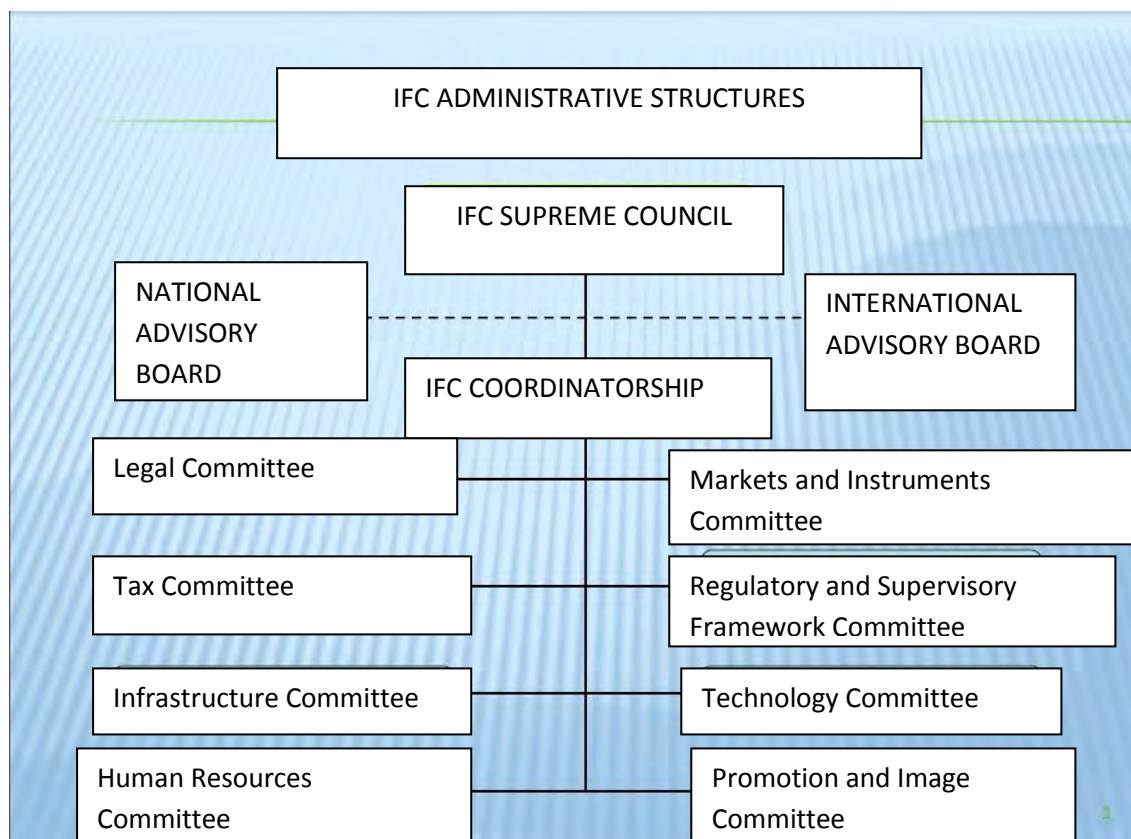 IFC ADMINISTRATIVE STRUCTURES
IFC SUPREME COUNCIL
NATIONAL
ADVISORY
BOARD
INTERNATIONAL
ADVISORY BOARD
IFC COORDINATORSHIP
Legal Committee
Markets and Instruments
Committee
Tax Committee
Regulatory and Supervisory
Framework Committee
Infrastructure Committee
Technology Committee
Human Resources
Committee
Promotion and Image
Committee
1